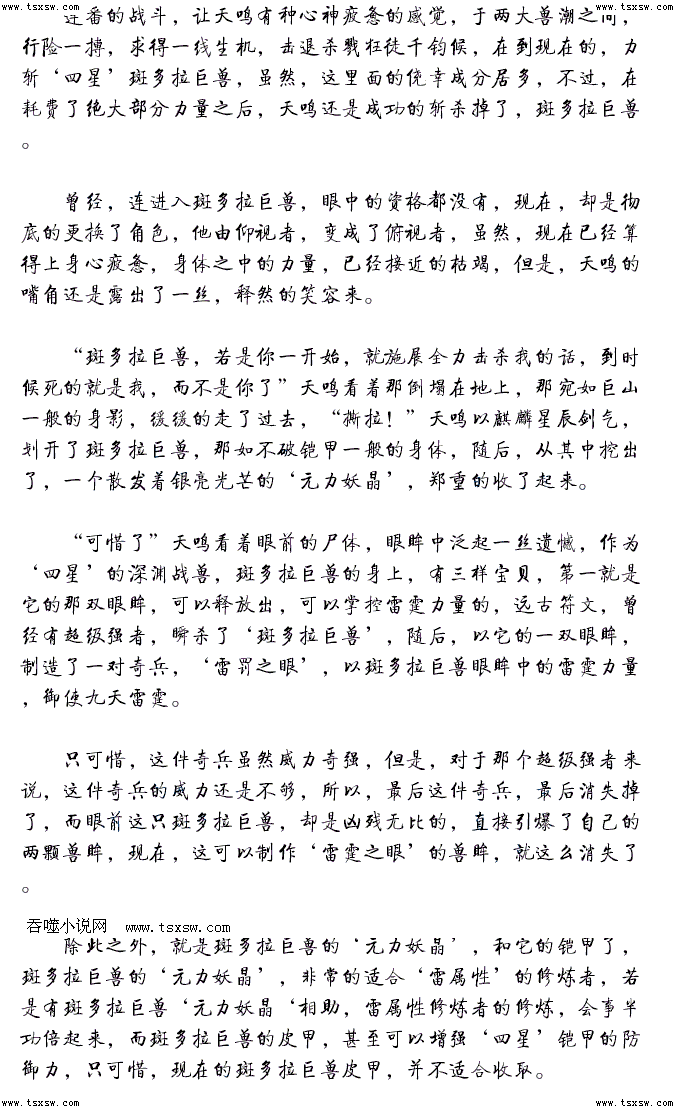 www.tsxsw.com www.tsxsw.com www.tsxsw.com
连番的战斗，让天鸣有种心神疲惫的感觉，于两大兽潮之间，
行险一搏，求得一线生机，击退杀戮狂徒千钧候，在到现在的，力
斩‘四星’斑多拉巨兽，虽然，这里面的侥幸成分居多，不过，在
耗费了绝大部分力量之后，天鸣还是成功的斩杀掉了，斑多拉巨兽
。
曾经，连进入斑多拉巨兽，眼中的资格都没有，现在，却是彻
底的更换了角色，他由仰视者，变成了俯视者，虽然，现在已经算
得上身心疲惫，身体之中的力量，已经接近的枯竭，但是，天鸣的
嘴角还是露出了一丝，释然的笑容来。
“斑多拉巨兽，若是你一开始，就施展全力击杀我的话，到时
候死的就是我，而不是你了”天鸣看着那倒塌在地上，那宛如巨山
一般的身影，缓缓的走了过去，“撕拉！”天鸣以麒麟星辰剑气，
划开了斑多拉巨兽，那如不破铠甲一般的身体，随后，从其中挖出
了，一个散发着银亮光芒的‘元力妖晶’，郑重的收了起来。
“可惜了”天鸣看着眼前的尸体，眼眸中泛起一丝遗憾，作为
‘四星’的深渊战兽，斑多拉巨兽的身上，有三样宝贝，第一就是
它的那双眼眸，可以释放出，可以掌控雷霆力量的，远古符文，曾
经有超级强者，瞬杀了‘斑多拉巨兽’，随后，以它的一双眼眸，
制造了一对奇兵，‘雷罚之眼’，以斑多拉巨兽眼眸中的雷霆力量
，御使九天雷霆。
只可惜，这件奇兵虽然威力奇强，但是，对于那个超级强者来
说，这件奇兵的威力还是不够，所以，最后这件奇兵，最后消失掉
了，而眼前这只斑多拉巨兽，却是凶残无比的，直接引爆了自己的
两颗兽眸，现在，这可以制作‘雷霆之眼’的兽眸，就这么消失了
。
吞噬小说网 www.tsxsw.com
除此之外，就是斑多拉巨兽的‘元力妖晶’，和它的铠甲了，
斑多拉巨兽的‘元力妖晶’，非常的适合‘雷属性’的修炼者，若
是有斑多拉巨兽‘元力妖晶‘相助，雷属性修炼者的修炼，会事半
功倍起来，而斑多拉巨兽的皮甲，甚至可以增强‘四星’铠甲的防
御力，只可惜，现在的斑多拉巨兽皮甲，并不适合收取。
www.tsxsw.com www.tsxsw.com www.tsxsw.com